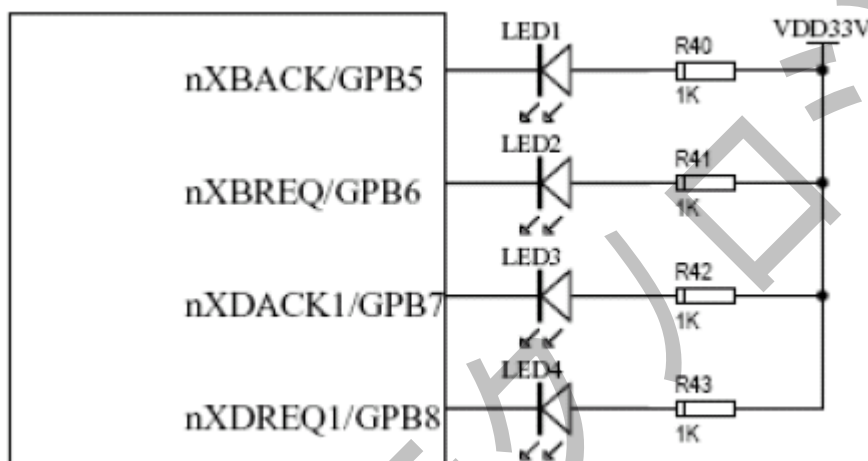 LED1
VDD33V
R40
nXBACK/GPB5
1K
LED2
R41
nXBREQ/GPB6
1K
LED3
R42
nXDACK1/GPB7
1K
LED4
R43
nXDREQ1/GPB8
1K